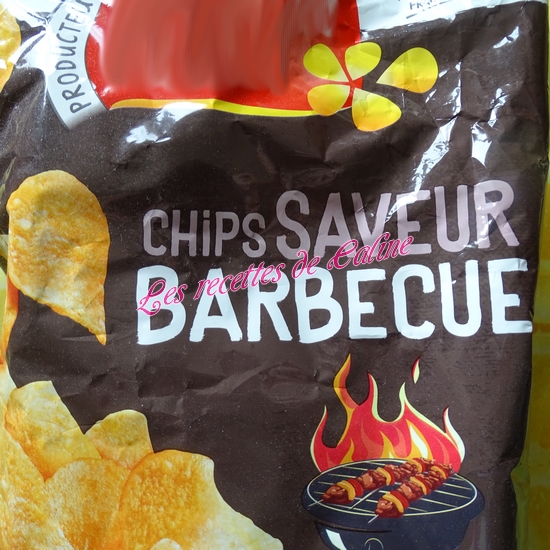 PRODUCTEU
CHiPS SAVEUR
Les recettes de Caline
BARBECUE